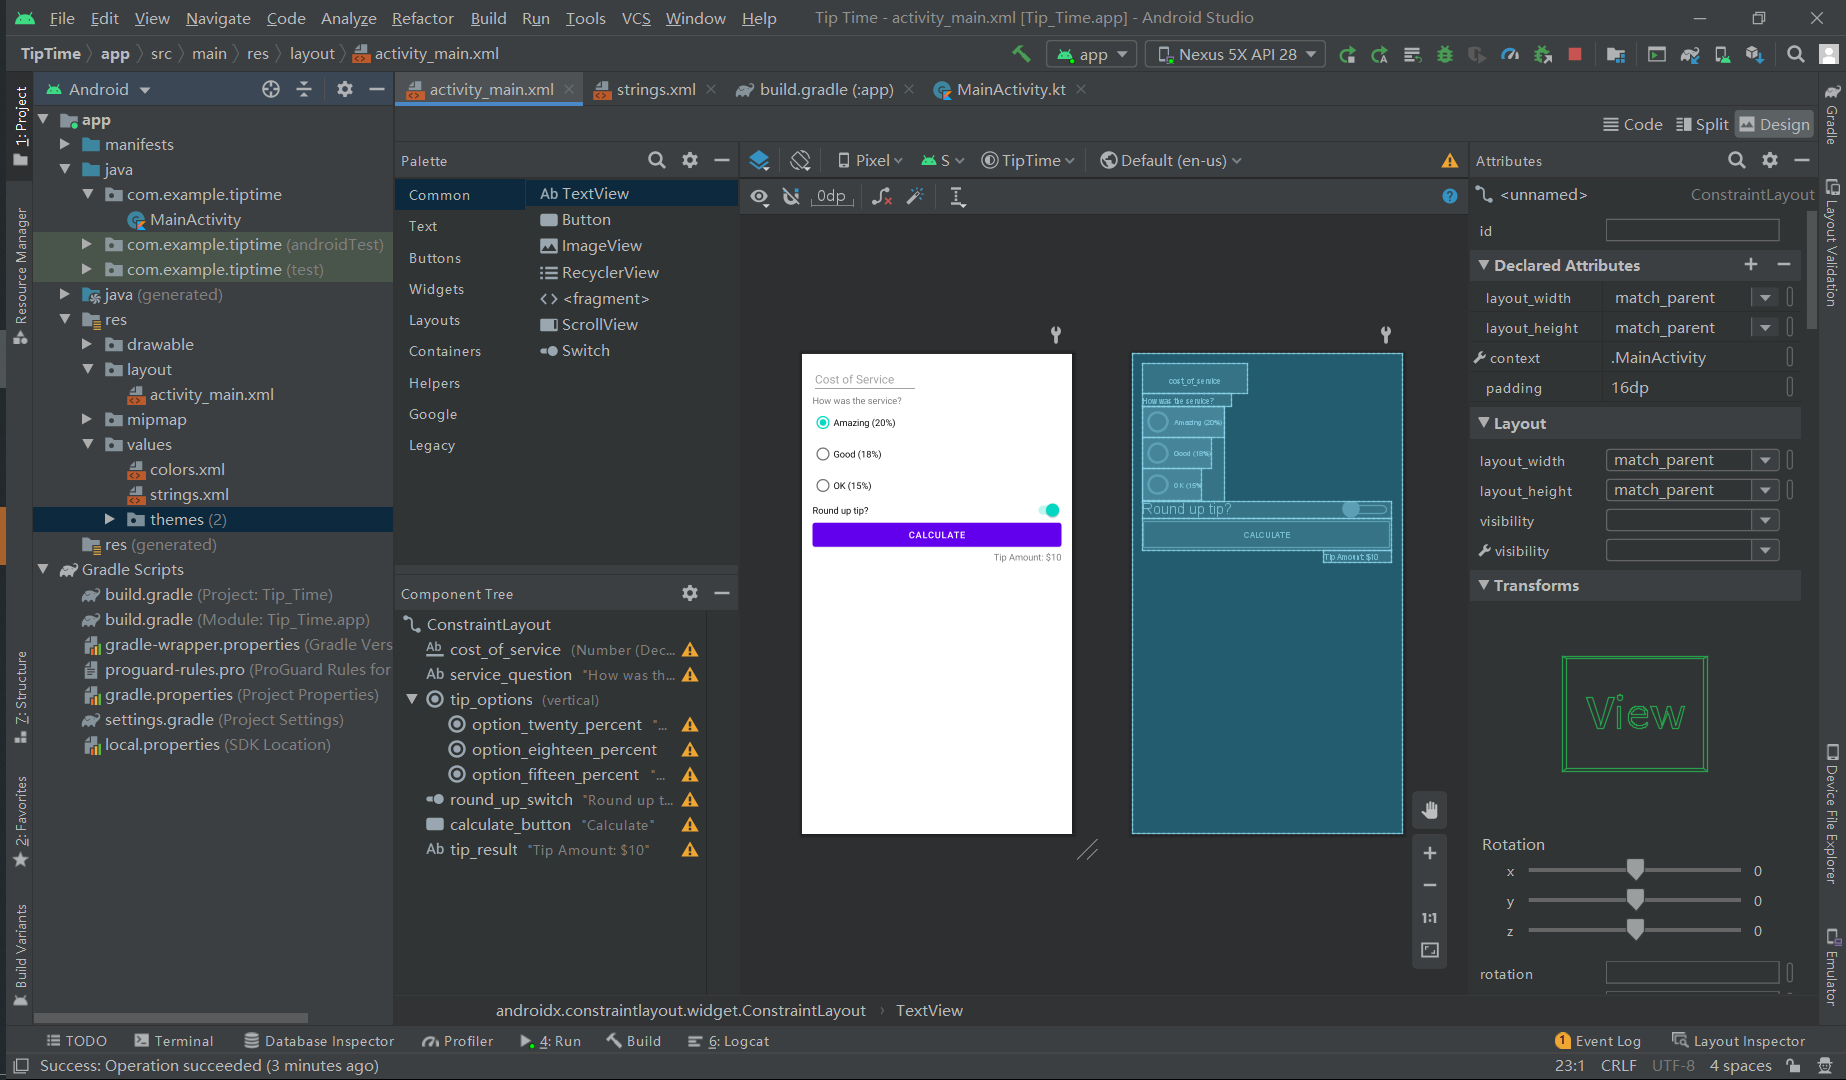 File Edit View Navigate Code Analyze Refactor Build Run Tools VCS Window Help Tip Time - activity_main.xml [Tip_Time.app] - Android Studio
TipTime app src main res layout activity_main.xml
app Nexus 5X API 28
Android
activity_main.xml strings.xml build.gradle (:app) MainActivity.kt
Code Split Design
1: Project
Resource Manager
7: Structure
2: Favorites
Build Variants
app
manifests
java
com.example.tiptime
MainActivity
com.example.tiptime (androidTest)
com.example.tiptime (test)
java (generated)
res
drawable
layout
activity_main.xml
mipmap
values
colors.xml
strings.xml
themes (2)
res (generated)
Gradle Scripts
build.gradle (Project: Tip_Time)
build.gradle (Module: Tip_Time.app)
gradle-wrapper.properties (Gradle Vers
proguard-rules.pro (ProGuard Rules for
gradle.properties (Project Properties)
settings.gradle (Project Settings)
local.properties (SDK Location)
Palette
Common
Text
Buttons
Widgets
Layouts
Containers
Helpers
Google
Legacy
Ab TextView
Button
ImageView
RecyclerView
<fragment>
ScrollView
Switch
Component Tree
ConstraintLayout
Ab cost_of_service (Number (Dec...
Ab service_question "How was th...
tip_options (vertical)
option_twenty_percent "...
option_eighteen_percent
option_fifteen_percent "...
round_up_switch "Round up t...
calculate_button "Calculate"
Ab tip_result "Tip Amount: $10"
Pixel S TipTime Default (en-us)
0dp
Cost of Service
How was the service?
Amazing (20%)
Good (18%)
OK (15%)
Round up tip?
CALCULATE
Tip Amount: $10
cost_of_service
How was the service?
Amazing (20%)
Good (18%)
OK (15%
Round up tip?
CALCULATE
Tip Amount: $10
1:1
Attributes
<unnamed> ConstraintLayout
id
Declared Attributes
layout_width match_parent
layout_height match_parent
context .MainActivity
padding 16dp
Layout
layout_width match_parent
layout_height match_parent
visibility
visibility
Transforms
View
Rotation
x 0
y 0
z 0
rotation
Gradle
Layout Validation
Device File Explorer
Emulator
androidx.constraintlayout.widget.ConstraintLayout TextView
TODO Terminal Database Inspector Profiler 4: Run Build 6: Logcat 1 Event Log Layout Inspector
Success: Operation succeeded (3 minutes ago) 23:1 CRLF UTF-8 4 spaces